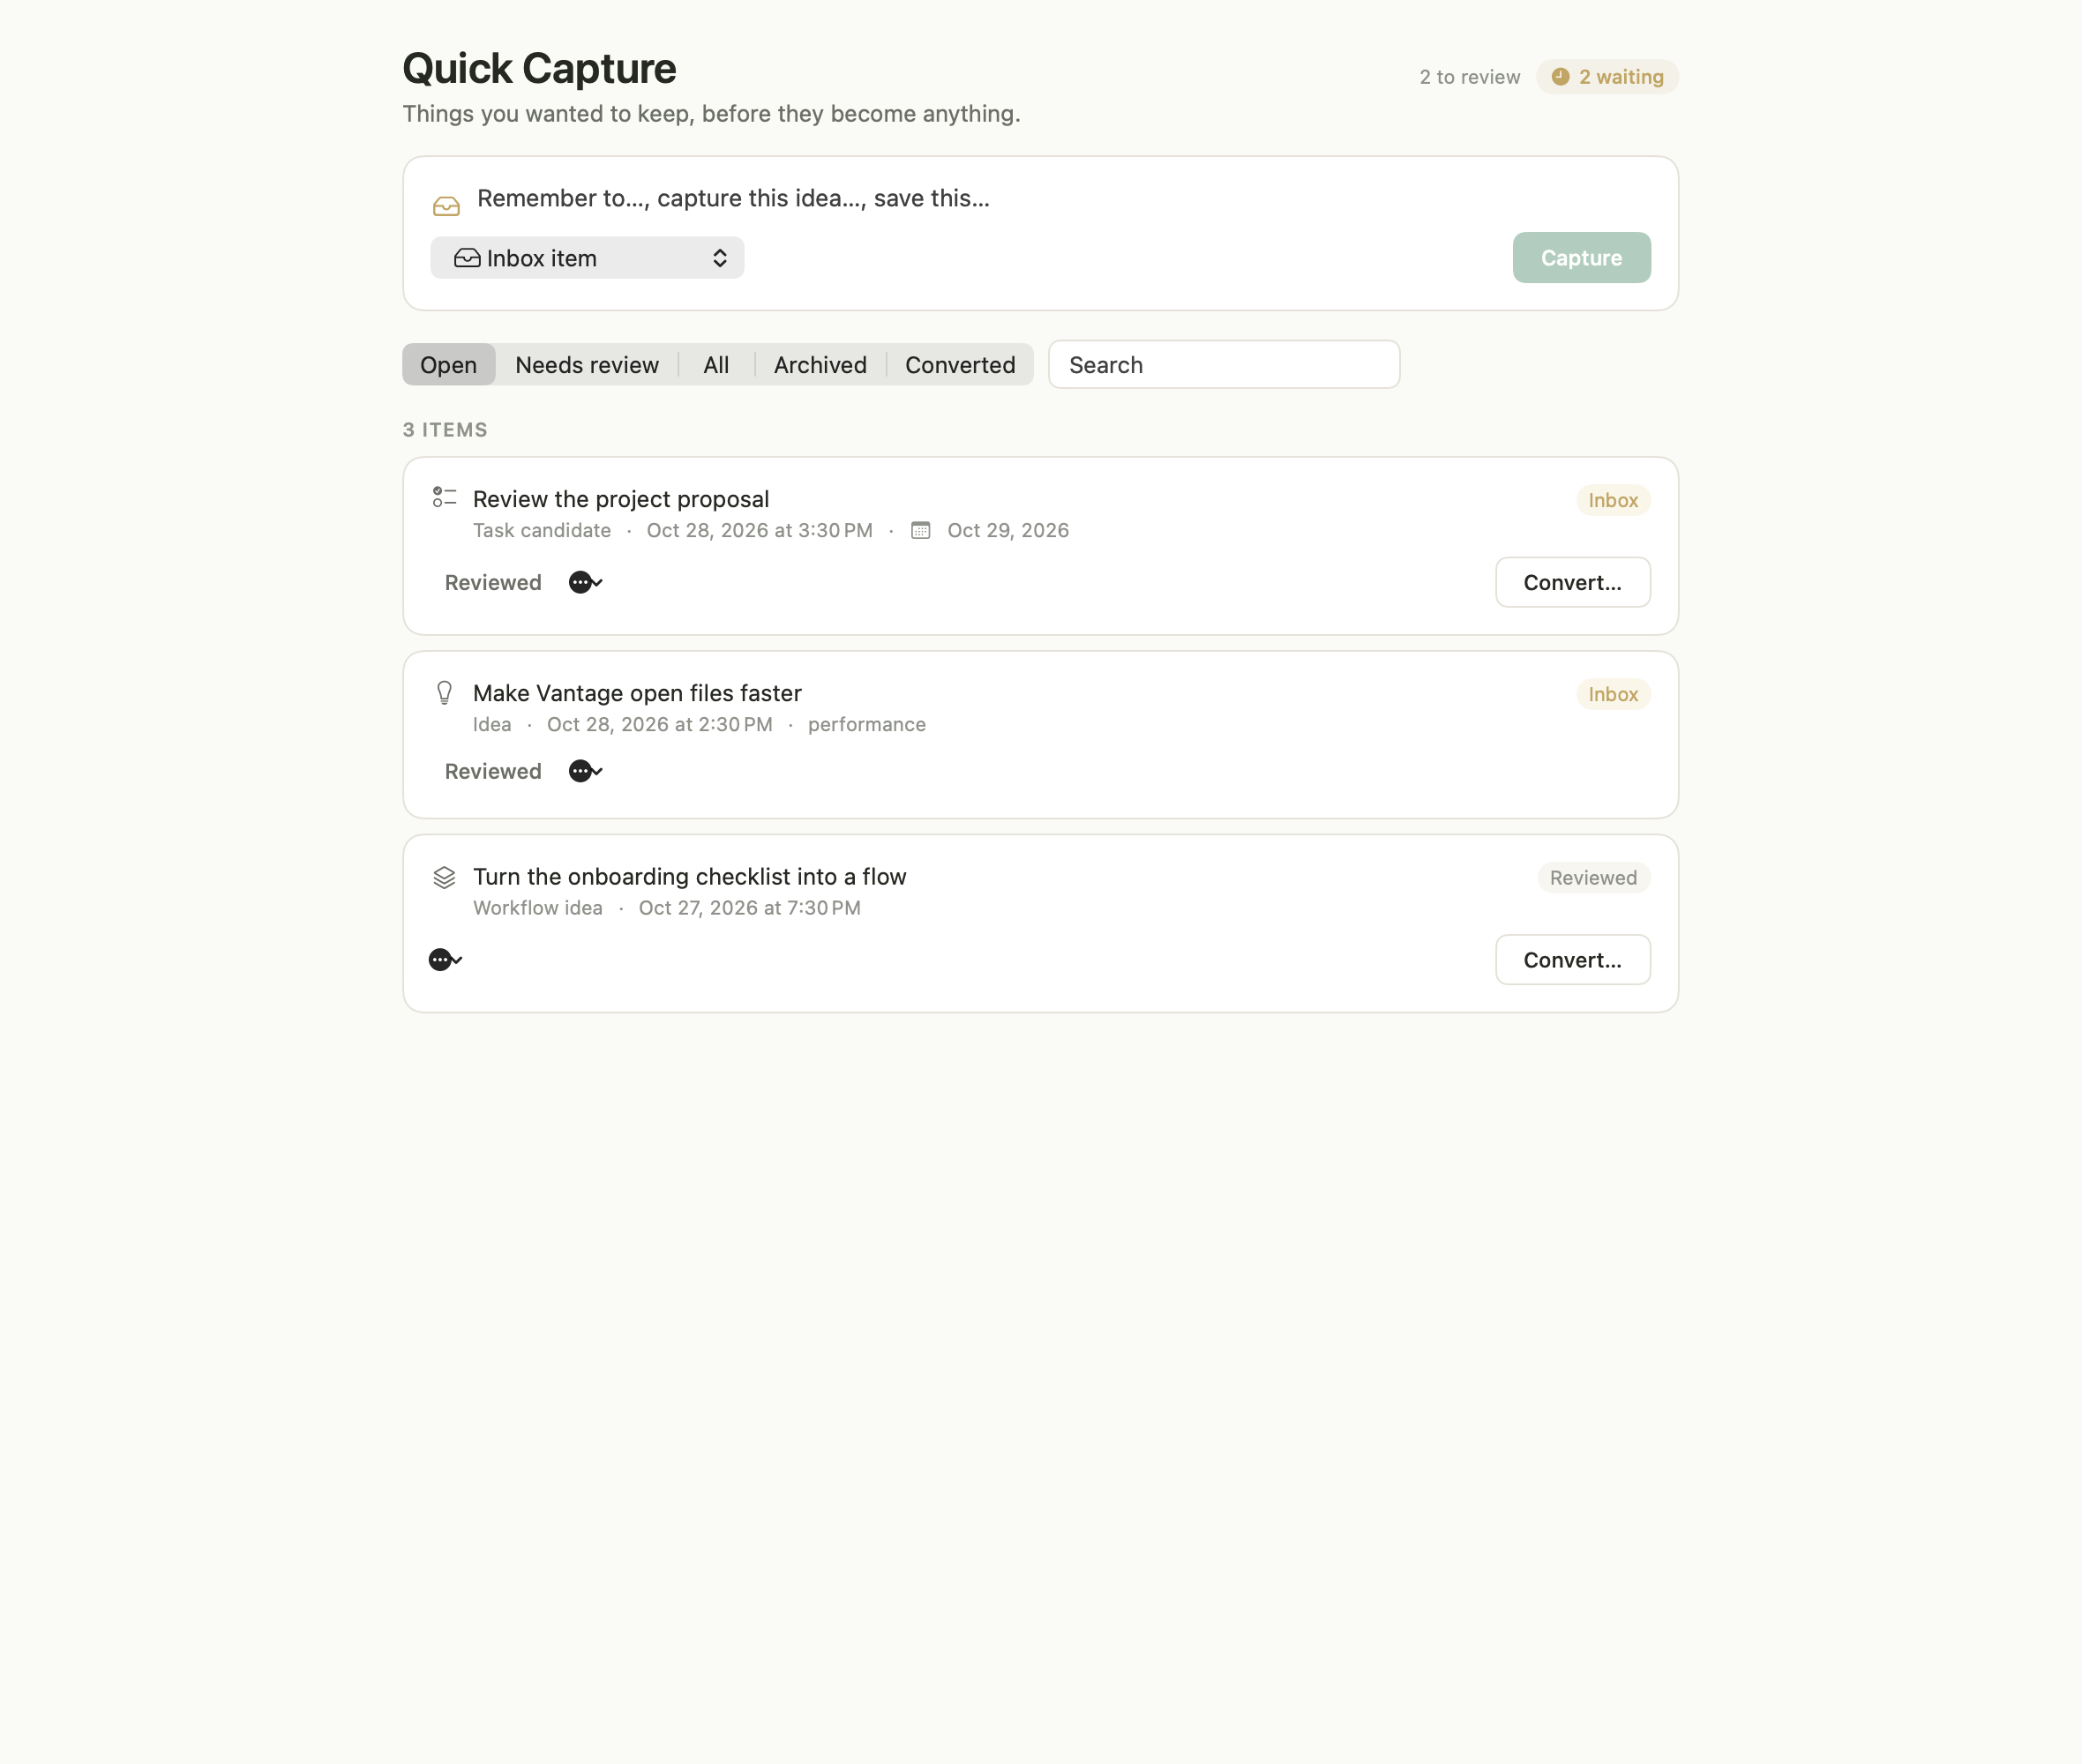 Quick Capture
2 to review
2 waiting
Things you wanted to keep, before they become anything.
Remember to..., capture this idea..., save this...
Inbox item
Capture
Open
Needs review
All
Archived
Converted
Search
3 ITEMS
Review the project proposal
Inbox
Task candidate · Oct 28, 2026 at 3:30 PM · Oct 29, 2026
Reviewed
Convert...
Make Vantage open files faster
Inbox
Idea · Oct 28, 2026 at 2:30 PM · performance
Reviewed
Turn the onboarding checklist into a flow
Reviewed
Workflow idea · Oct 27, 2026 at 7:30 PM
Convert...